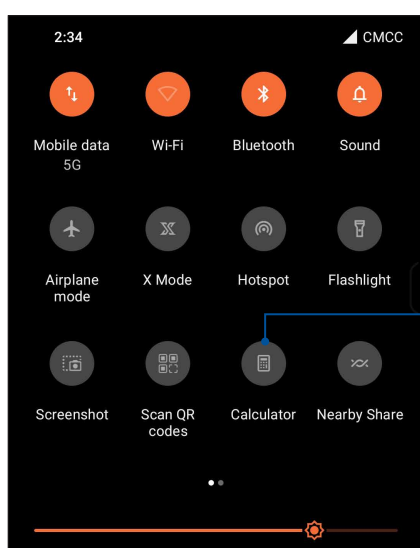 2:34
CMCC
Mobile data
5G
Wi-Fi
Bluetooth
Sound
Airplane
mode
X Mode
Hotspot
Flashlight
Screenshot
Scan QR
codes
Calculator
Nearby Share